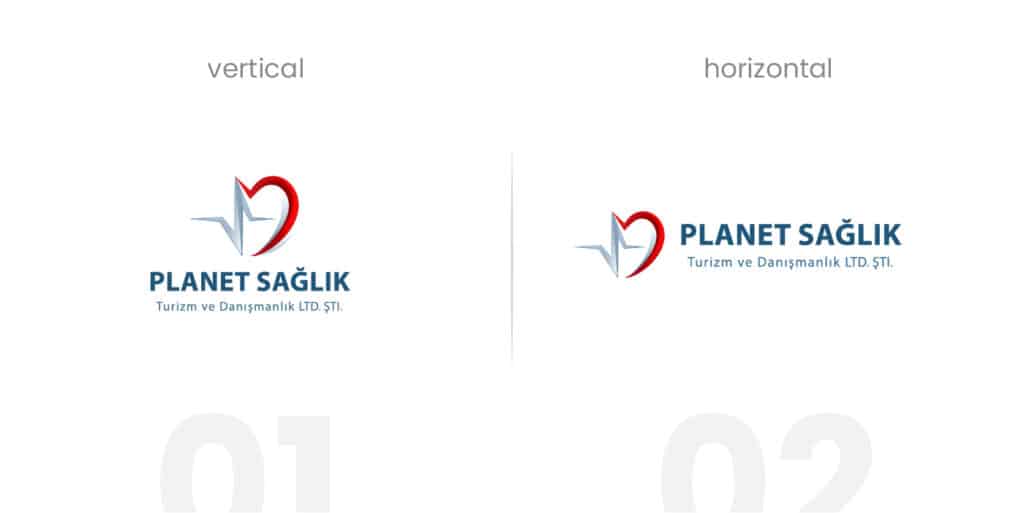 vertical
horizontal
PLANET SAĞLIK
Turizm ve Danışmanlık LTD. ŞTI.
PLANET SAĞLIK
Turizm ve Danışmanlık LTD. ŞTI.
01
02